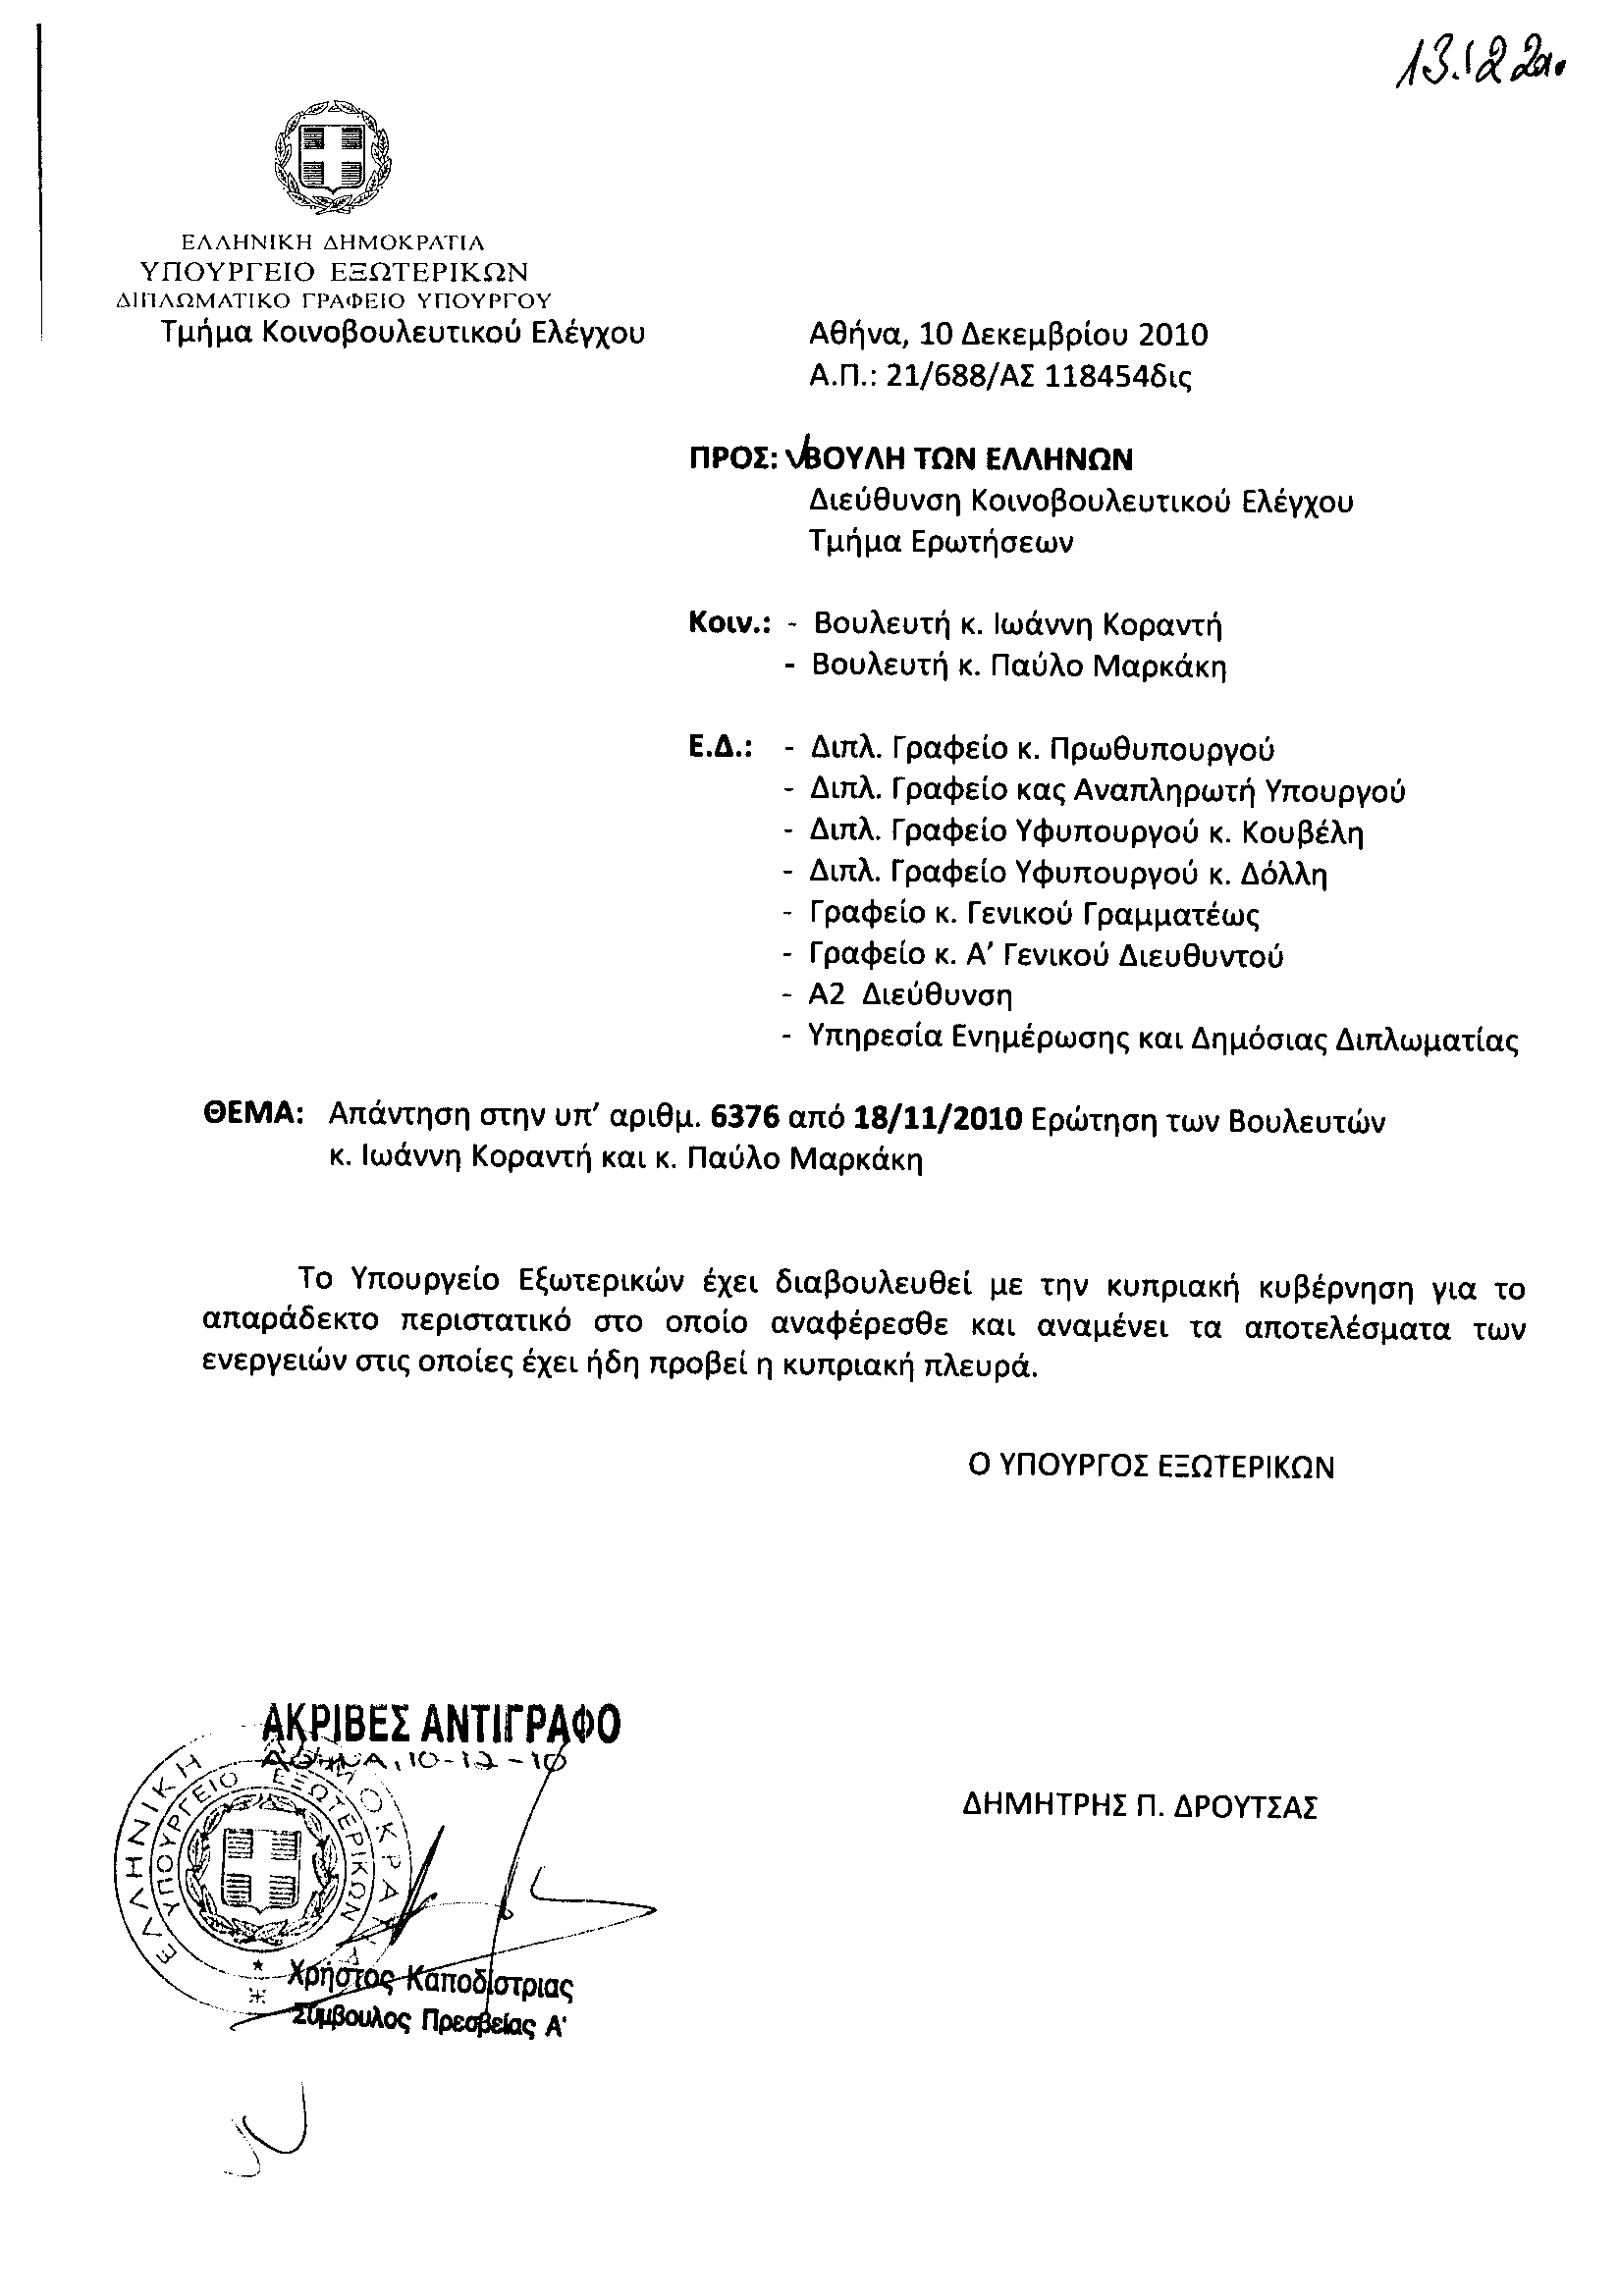 ΕΛΛΗΝΙΚΗ ΔΗΜΟΚΡΑΤΙΑ
ΥΠΟΥΡΓΕΙΟ ΕΞΩΤΕΡΙΚΩΝ
ΔΙΠΛΩΜΑΤΙΚΟ ΓΡΑΦΕΙΟ ΥΠΟΥΡΓΟΥ
Τμήμα Κοινοβουλευτικού Ελέγχου
Αθήνα, 10 Δεκεμβρίου 2010
Α.Π.: 21/688/ΑΣ 118454δις
ΠΡΟΣ: ΒΟΥΛΗ ΤΩΝ ΕΛΛΗΝΩΝ
Διεύθυνση Κοινοβουλευτικού Ελέγχου
Τμήμα Ερωτήσεων
Κοιν.: - Βουλευτή κ. Ιωάννη Κοραντή
- Βουλευτή κ. Παύλο Μαρκάκη
Ε.Δ.: - Διπλ. Γραφείο κ. Πρωθυπουργού
- Διπλ. Γραφείο κας Αναπληρωτή Υπουργού
- Διπλ. Γραφείο Υφυπουργού κ. Κουβέλη
- Διπλ. Γραφείο Υφυπουργού κ. Δόλλη
- Γραφείο κ. Γενικού Γραμματέως
- Γραφείο κ. Α' Γενικού Διευθυντού
- Α2 Διεύθυνση
- Υπηρεσία Ενημέρωσης και Δημόσιας Διπλωματίας
ΘΕΜΑ: Απάντηση στην υπ' αριθμ. 6376 από 18/11/2010 Ερώτηση των Βουλευτών
κ. Ιωάννη Κοραντή και κ. Παύλο Μαρκάκη
Το Υπουργείο Εξωτερικών έχει διαβουλευθεί με την κυπριακή κυβέρνηση για το
απαράδεκτο περιστατικό στο οποίο αναφέρεσθε και αναμένει τα αποτελέσματα των
ενεργειών στις οποίες έχει ήδη προβεί η κυπριακή πλευρά.
Ο ΥΠΟΥΡΓΟΣ ΕΞΩΤΕΡΙΚΩΝ
ΑΚΡΙΒΕΣ ΑΝΤΙΓΡΑΦΟ
ΑΘΗΝΑ, 10-12-10
ΕΛΛΗΝΙΚΗ ΔΗΜΟΚΡΑΤΙΑ
ΥΠΟΥΡΓΕΙΟ ΕΞΩΤΕΡΙΚΩΝ
ΔΗΜΗΤΡΗΣ Π. ΔΡΟΥΤΣΑΣ
Χρήστος Καποδίστριας
Σύμβουλος Πρεσβείας Α'